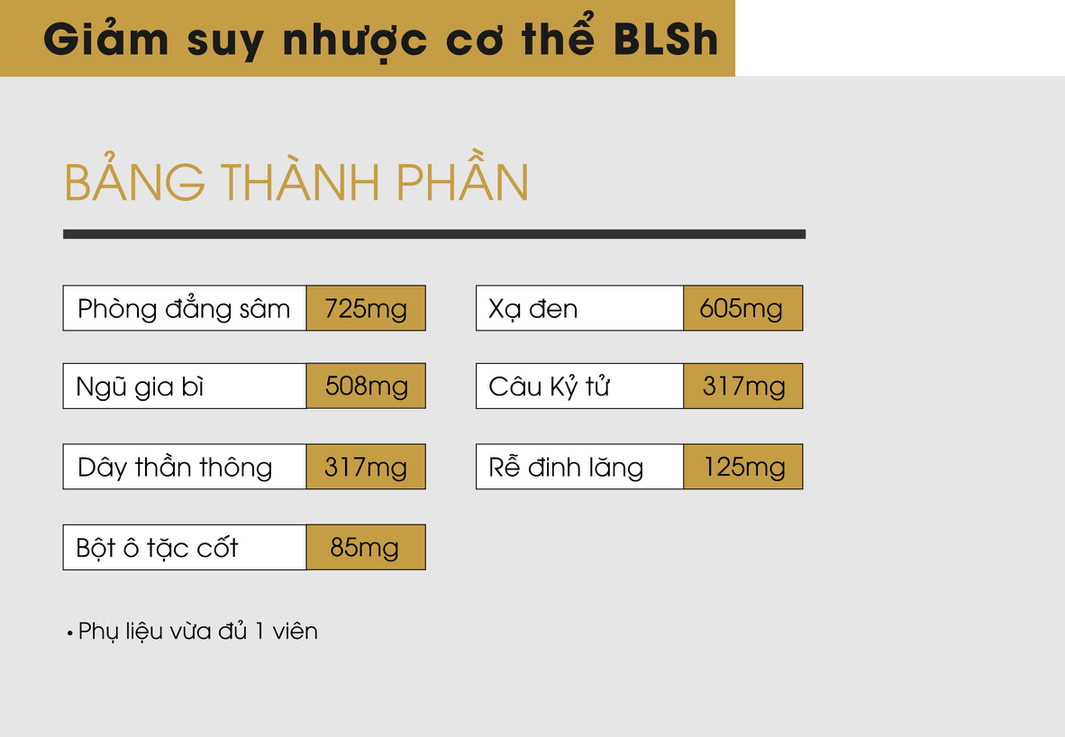 Giảm suy nhược cơ thể BLSh
BẢNG THÀNH PHẦN
Phòng đẳng sâm 725mg
Xạ đen 605mg
Ngũ gia bì 508mg
Câu Kỷ tử 317mg
Dây thần thông 317mg
Rễ đinh lăng 125mg
Bột ô tặc cốt 85mg
• Phụ liệu vừa đủ 1 viên